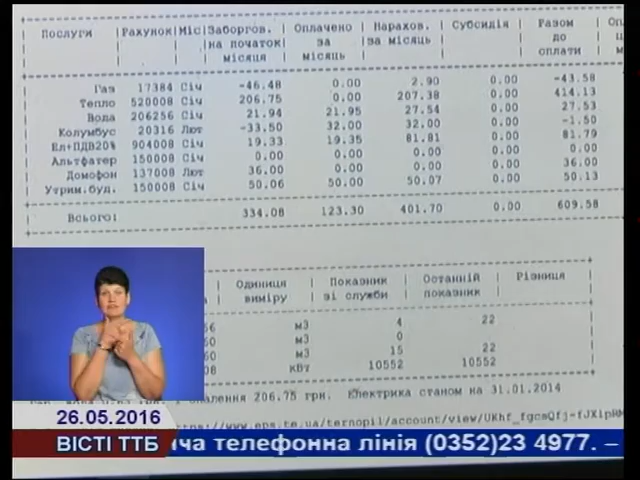 Послуги Рахунок Міс Заборгов. Оплачено Нарахов. Субсидія Разом
на початок за за місяць до
місяця місяць оплати
Газ 17384 Січ -46.48 0.00 2.90 0.00 -43.58
Тепло 520008 Січ 206.75 0.00 207.38 0.00 414.13
Вода 206256 Січ 21.94 21.95 27.54 0.00 27.53
Колумбус 20316 Лют -33.50 32.00 32.00 0.00 -1.50
Ел+ПДВ20% 904008 Січ 19.33 19.35 81.81 0.00 81.79
Альтфатер 150008 Січ 0.00 0.00 0.00 0.00 0.00
Домофон 137008 Лют 36.00 0.00 0.00 0.00 36.00
Утрим.буд. 150008 Січ 50.06 50.00 50.07 0.00 50.13
Всього: 334.08 123.30 401.70 0.00 609.58
Одиниця Показник Останній Різниця
виміру зі служби показник
м3 4 22
м3 0
м3 15 22
08 кВт 10552 10552
206.75 грн. Електрика станом на 31.01.2014
26.05.2016
ВІСТІ ТТБ ча телефонна лінія (0352)23 4977. –